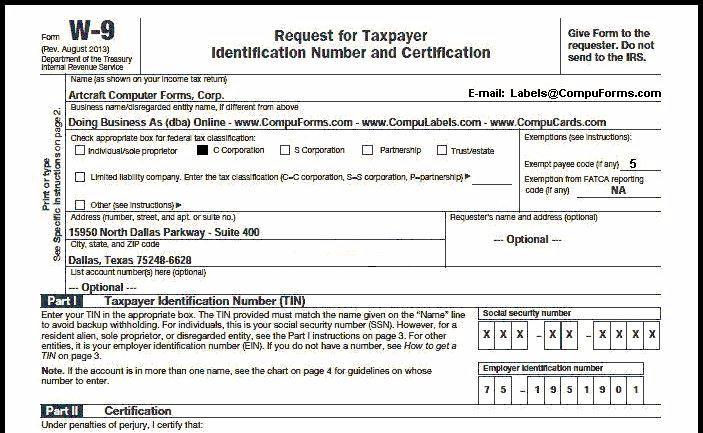 Form W-9
(Rev. August 2013)
Department of the Treasury
Internal Revenue Service
Request for Taxpayer
Identification Number and Certification
Give Form to the
requester. Do not
send to the IRS.
Print or type
See Specific Instructions on page 2.
Name (as shown on your income tax return)
Artcraft Computer Forms, Corp.
E-mail: Labels@CompuForms.com
Business name/disregarded entity name, if different from above
Doing Business As (dba) Online - www.CompuForms.com - www.CompuLabels.com - www.CompuCards.com
Check appropriate box for federal tax classification:
Individual/sole proprietor C Corporation S Corporation Partnership Trust/estate
Limited liability company. Enter the tax classification (C=C corporation, S=S corporation, P=partnership) ▶
Other (see instructions) ▶
Exemptions (see instructions):
Exempt payee code (if any) 5
Exemption from FATCA reporting
code (if any) NA
Address (number, street, and apt. or suite no.)
15950 North Dallas Parkway - Suite 400
City, state, and ZIP code
Dallas, Texas 75248-6628
Requester's name and address (optional)
--- Optional ---
List account number(s) here (optional)
--- Optional ---
Part I Taxpayer Identification Number (TIN)
Enter your TIN in the appropriate box. The TIN provided must match the name given on the "Name" line
to avoid backup withholding. For individuals, this is your social security number (SSN). However, for a
resident alien, sole proprietor, or disregarded entity, see the Part I instructions on page 3. For other
entities, it is your employer identification number (EIN). If you do not have a number, see How to get a
TIN on page 3.
Note. If the account is in more than one name, see the chart on page 4 for guidelines on whose
number to enter.
Social security number
X X X - X X - X X X X
Employer identification number
7 5 - 1 9 5 1 9 0 1
Part II Certification
Under penalties of perjury, I certify that: